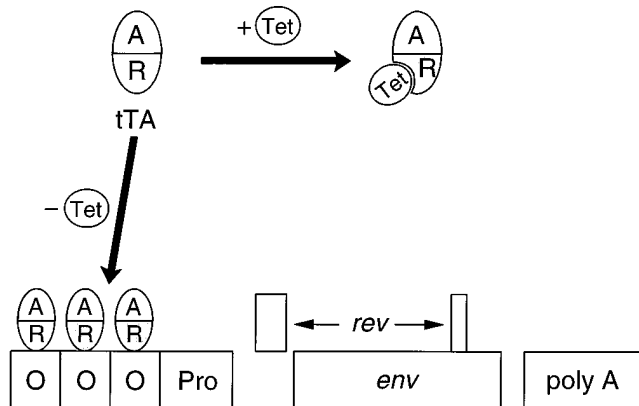 A + Tet A
R R
Tet
tTA
– Tet
A A A
R R R rev
O O O Pro env poly A